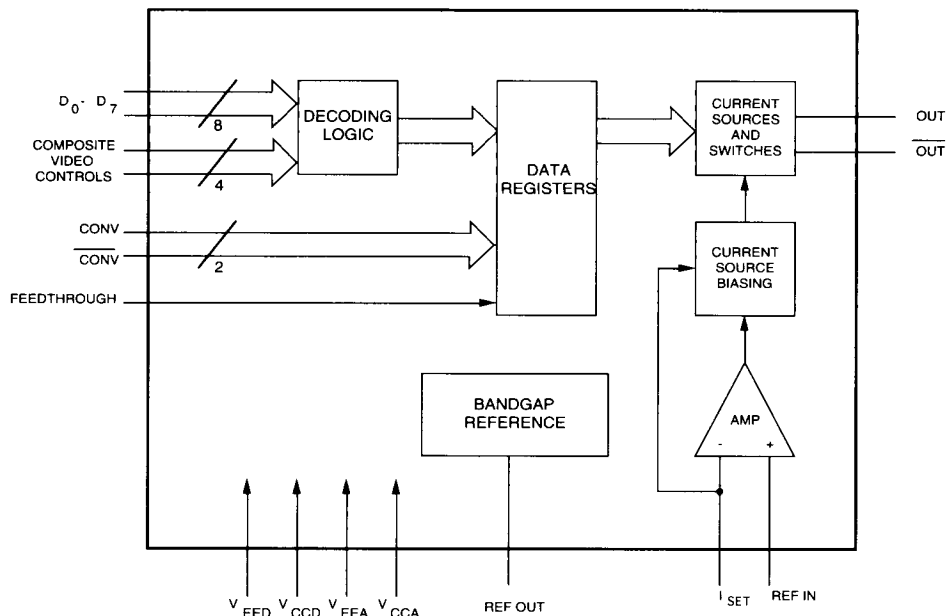 D0- D7
8
COMPOSITE
VIDEO
CONTROLS
4
DECODING
LOGIC
DATA
REGISTERS
CURRENT
SOURCES
AND
SWITCHES
OUT
OUT
CONV
CONV
2
FEEDTHROUGH
CURRENT
SOURCE
BIASING
BANDGAP
REFERENCE
AMP
- +
VEED VCCD VEEA VCCA
REF OUT
ISET
REF IN